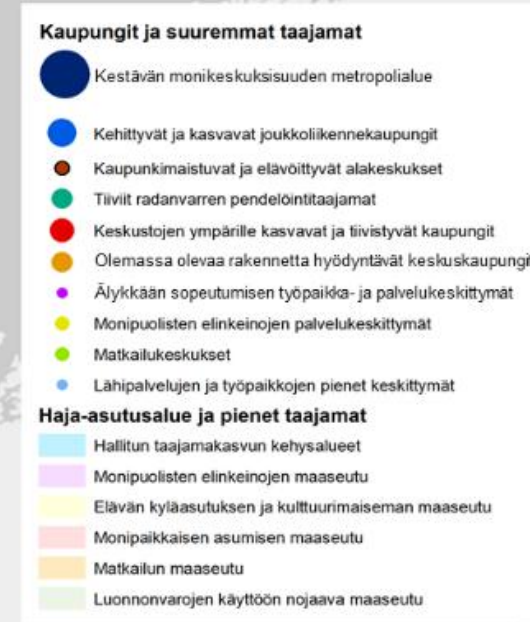 Kaupungit ja suuremmat taajamat
Kestävän monikeskuksisuuden metropolialue
Kehittyvät ja kasvavat joukkoliikennekaupungit
Kaupunkimaistuvat ja elävöittyvät alakeskukset
Tiiviit radanvarren pendelöintitaajamat
Keskustojen ympärille kasvavat ja tiivistyvät kaupungit
Olemassa olevaa rakennetta hyödyntävät keskuskaupungit
Älykkään sopeutumisen työpaikka- ja palvelukeskittymät
Monipuolisten elinkeinojen palvelukeskittymät
Matkailukeskukset
Lähipalvelujen ja työpaikkojen pienet keskittymät
Haja-asutusalue ja pienet taajamat
Hallitun taajamakasvun kehysalueet
Monipuolisten elinkeinojen maaseutu
Elävän kyläasutuksen ja kulttuurimaiseman maaseutu
Monipaikkaisen asumisen maaseutu
Matkailun maaseutu
Luonnonvarojen käyttöön nojaava maaseutu